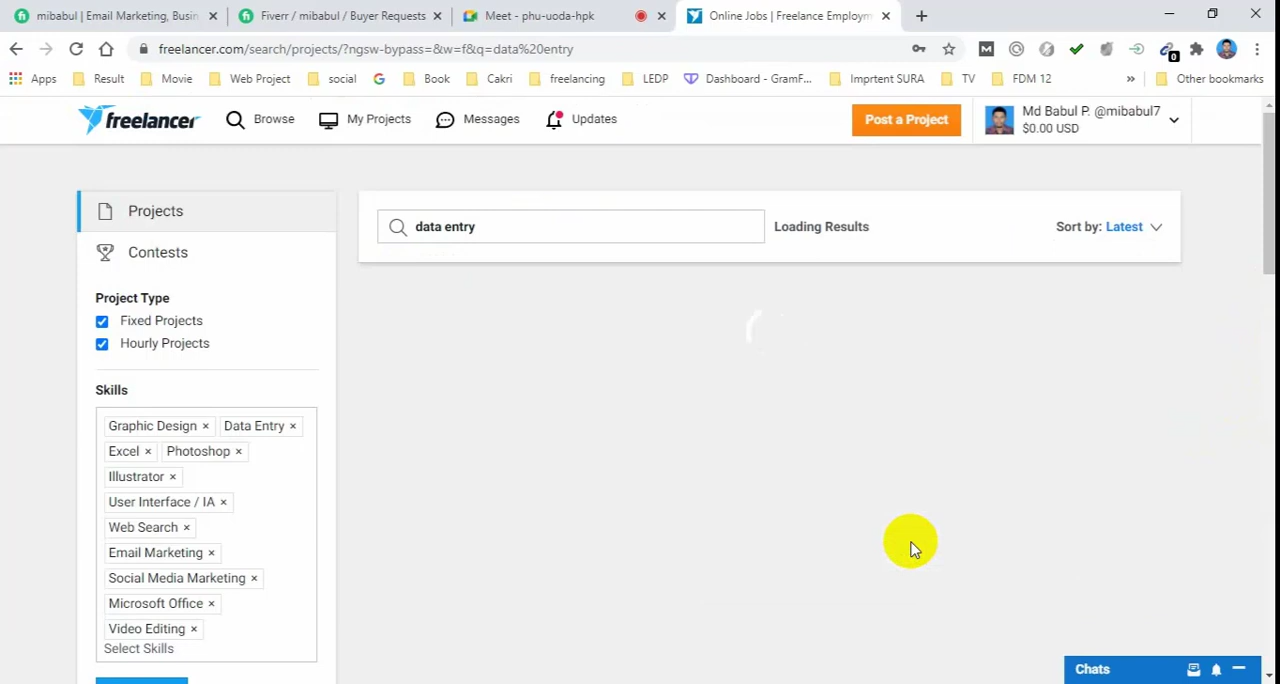 mibabul | Email Marketing, Busin
Fiverr / mibabul / Buyer Requests
Meet - phu-uoda-hpk
Online Jobs | Freelance Employm
freelancer.com/search/projects/?ngsw-bypass=&w=f&q=data%20entry
0
Apps
Result
Movie
Web Project
social
Book
Cakri
freelancing
LEDP
Dashboard - GramF...
Imprtent SURA
TV
FDM 12
»
Other bookmarks
freelancer
Browse
My Projects
Messages
Updates
Post a Project
Md Babul P. @mibabul7
$0.00 USD
Projects
Contests
data entry
Loading Results
Sort by: Latest
Project Type
Fixed Projects
Hourly Projects
Skills
Graphic Design × Data Entry ×
Excel × Photoshop ×
Illustrator ×
User Interface / IA ×
Web Search ×
Email Marketing ×
Social Media Marketing ×
Microsoft Office ×
Video Editing ×
Select Skills
Chats